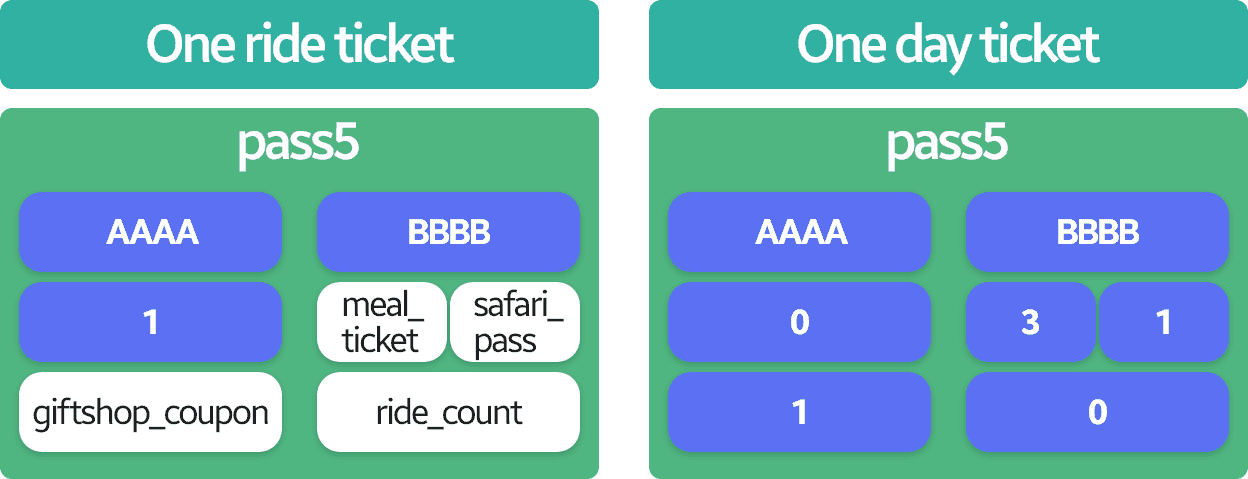 One ride ticket
pass5
AAAA BBBB
1
meal_
ticket
safari_
pass
giftshop_coupon ride_count
One day ticket
pass5
AAAA BBBB
0 3 1
1 0